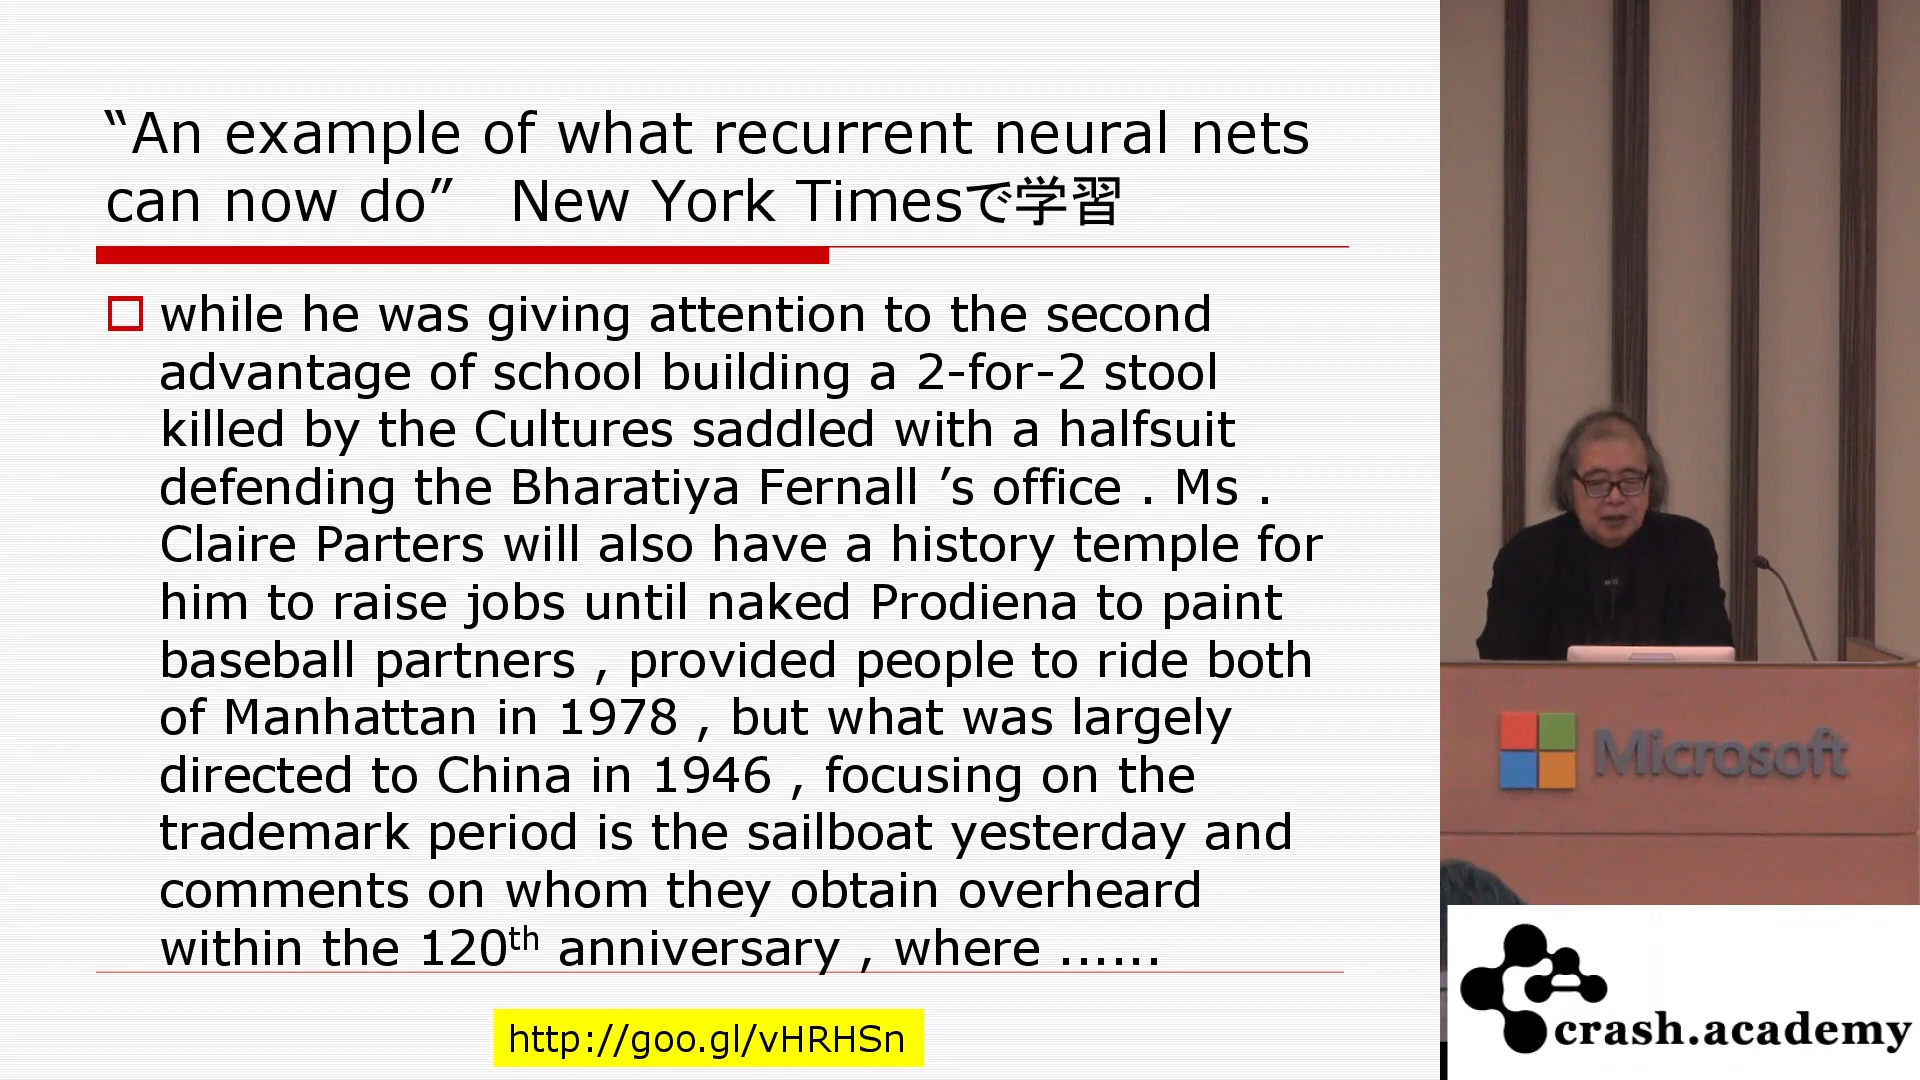 “An example of what recurrent neural nets
can now do” New York Timesで学習
while he was giving attention to the second
advantage of school building a 2-for-2 stool
killed by the Cultures saddled with a halfsuit
defending the Bharatiya Fernall ’s office . Ms .
Claire Parters will also have a history temple for
him to raise jobs until naked Prodiena to paint
baseball partners , provided people to ride both
of Manhattan in 1978 , but what was largely
directed to China in 1946 , focusing on the
trademark period is the sailboat yesterday and
comments on whom they obtain overheard
within the 120th anniversary , where ......
http://goo.gl/vHRHSn
Microsoft
crash.academy